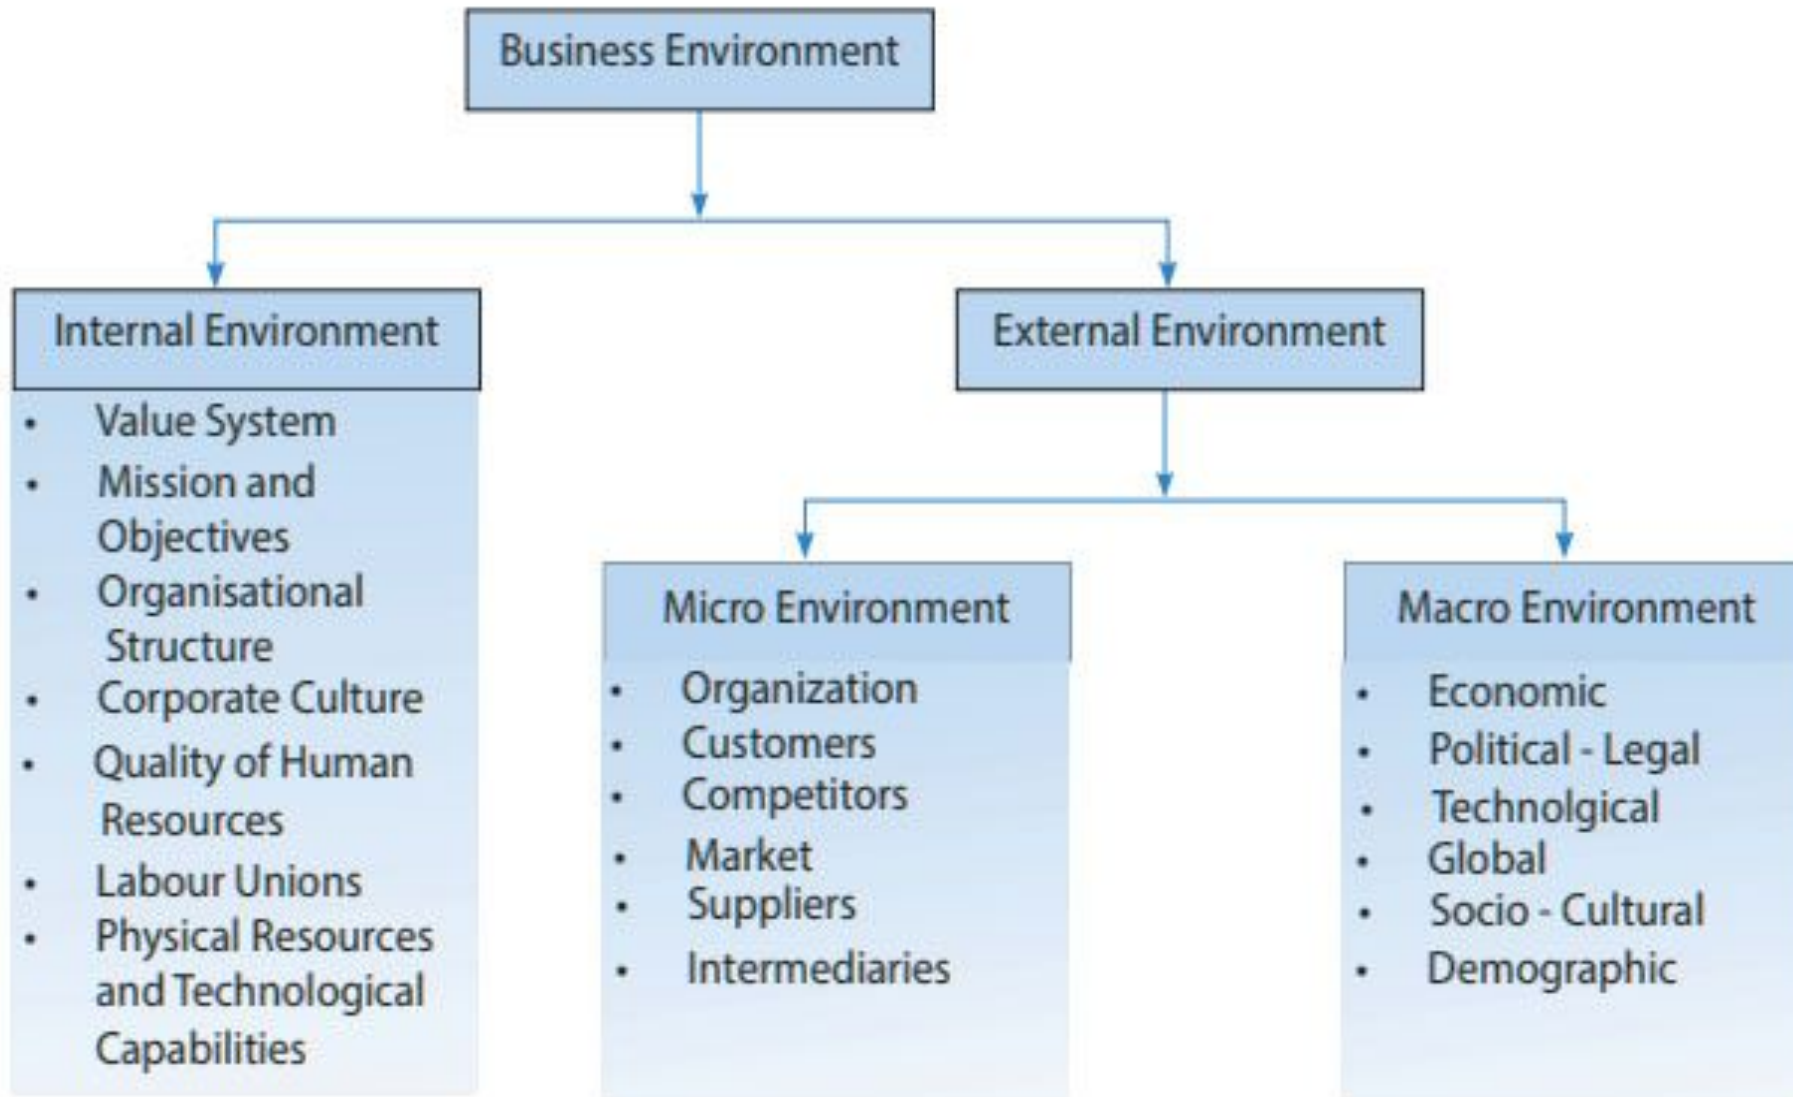 Business Environment
Internal Environment
• Value System
• Mission and
Objectives
• Organisational
Structure
• Corporate Culture
• Quality of Human
Resources
• Labour Unions
• Physical Resources
and Technological
Capabilities
External Environment
Micro Environment
• Organization
• Customers
• Competitors
• Market
• Suppliers
• Intermediaries
Macro Environment
• Economic
• Political - Legal
• Technolgical
• Global
• Socio - Cultural
• Demographic